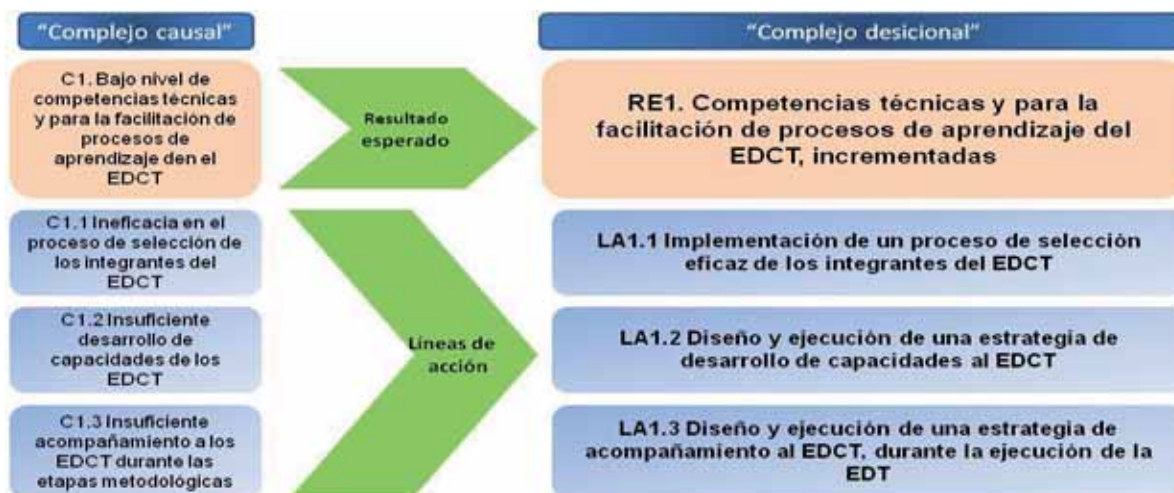 “Complejo causal”
C1. Bajo nivel de
competencias técnicas
y para la facilitación de
procesos de
aprendizaje den el
EDCT
C1.1 Ineficacia en el
proceso de selección de
los integrantes del
EDCT
C1.2 Insuficiente
desarrollo de
capacidades de los
EDCT
C1.3 Insuficiente
acompañamiento a los
EDCT durante las
etapas metodológicas
Resultado
esperado
Líneas de
acción
“Complejo desicional”
RE1. Competencias técnicas y para la
facilitación de procesos de aprendizaje del
EDCT, incrementadas
LA1.1 Implementación de un proceso de selección
eficaz de los integrantes del EDCT
LA1.2 Diseño y ejecución de una estrategia de
desarrollo de capacidades al EDCT
LA1.3 Diseño y ejecución de una estrategia de
acompañamiento al EDCT, durante la ejecución de la
EDT